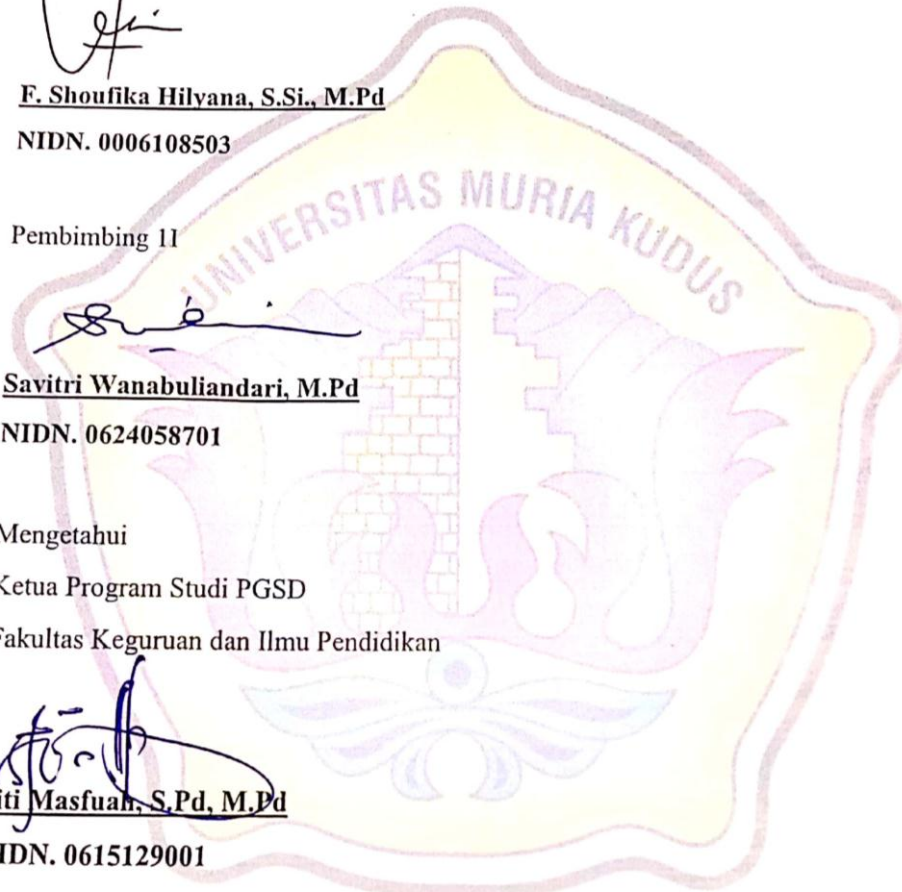 F. Shoufika Hilyana, S.Si., M.Pd
NIDN. 0006108503
UNIVERSITAS MURIA KUDUS
Pembimbing 1I
Savitri Wanabuliandari, M.Pd
NIDN. 0624058701
Mengetahui
Ketua Program Studi PGSD
Fakultas Keguruan dan Ilmu Pendidikan
iti Masfuah, S.Pd, M.Pd
IDN. 0615129001